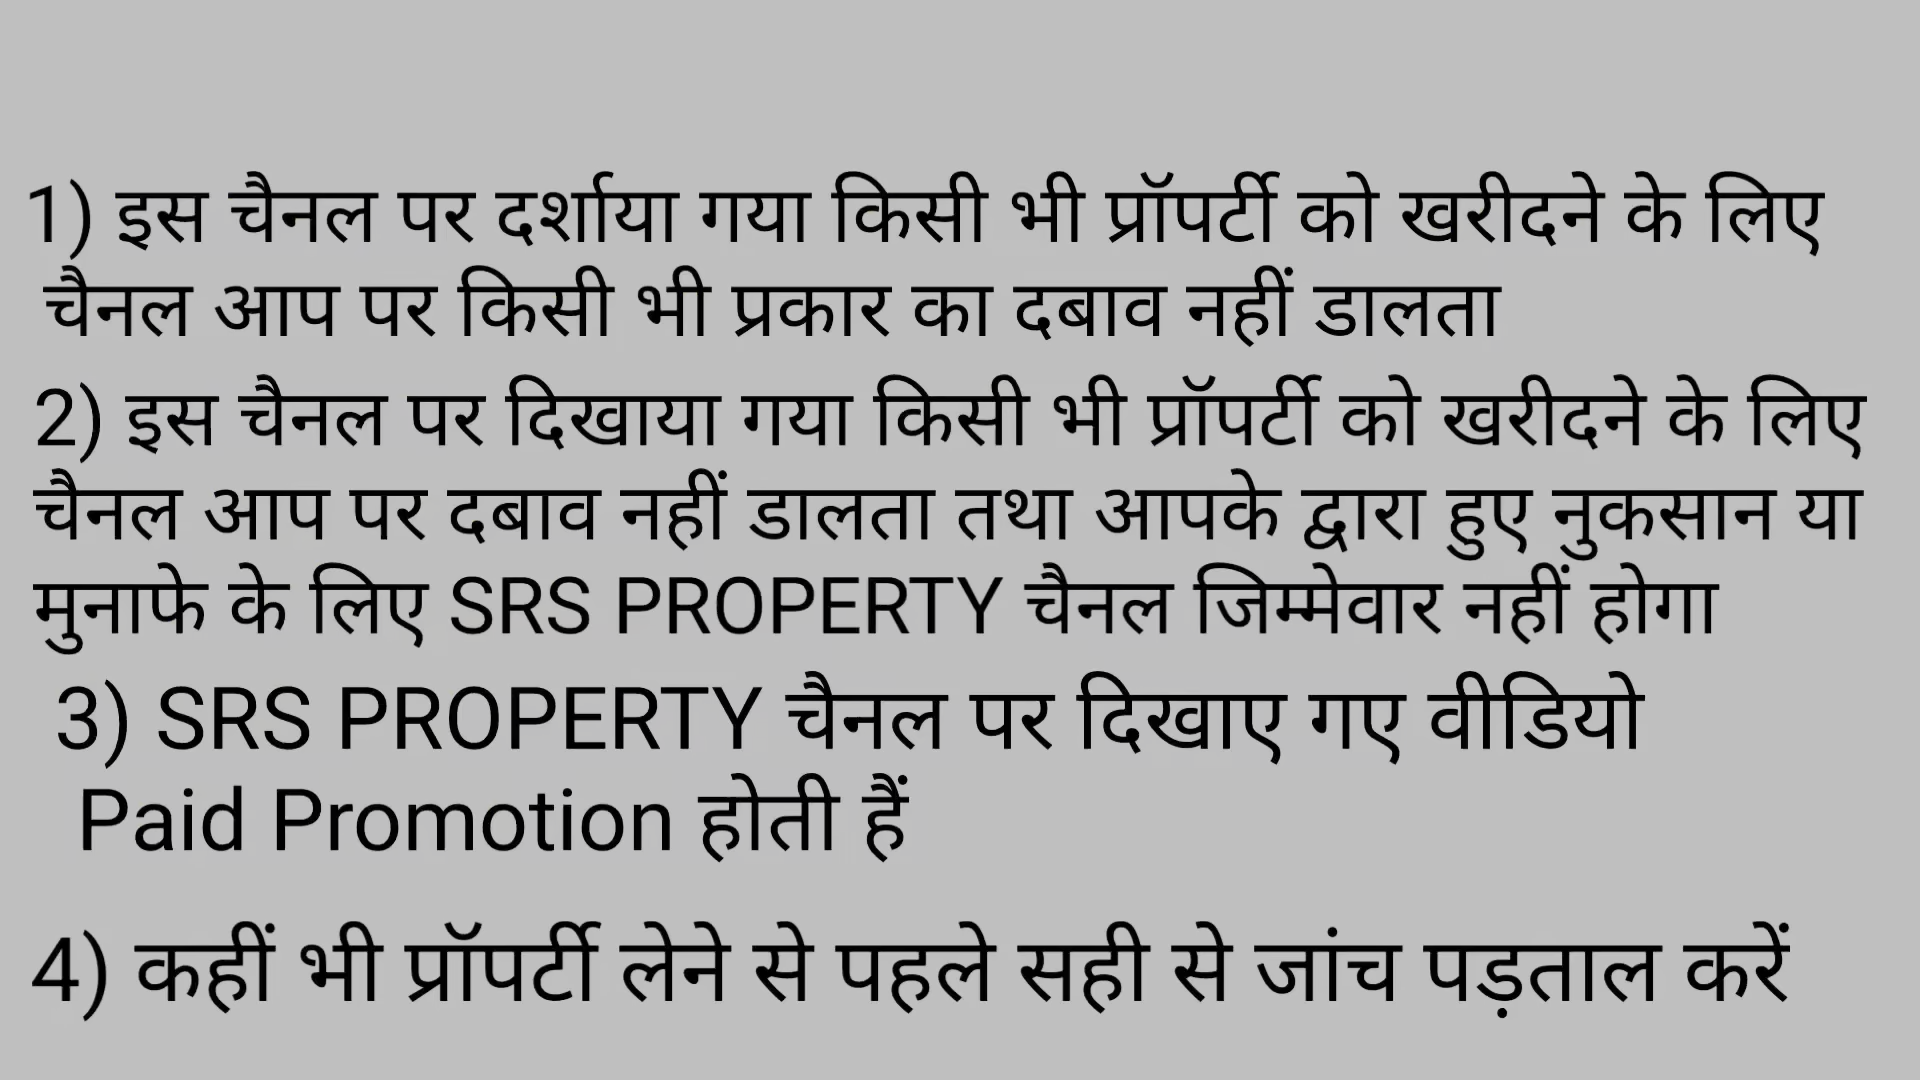 1) इस चैनल पर दर्शाया गया किसी भी प्रॉपर्टी को खरीदने के लिए
चैनल आप पर किसी भी प्रकार का दबाव नहीं डालता
2) इस चैनल पर दिखाया गया किसी भी प्रॉपर्टी को खरीदने के लिए
चैनल आप पर दबाव नहीं डालता तथा आपके द्वारा हुए नुकसान या
मुनाफे के लिए SRS PROPERTY चैनल जिम्मेवार नहीं होगा
3) SRS PROPERTY चैनल पर दिखाए गए वीडियो
Paid Promotion होती हैं
4) कहीं भी प्रॉपर्टी लेने से पहले सही से जांच पड़ताल करें